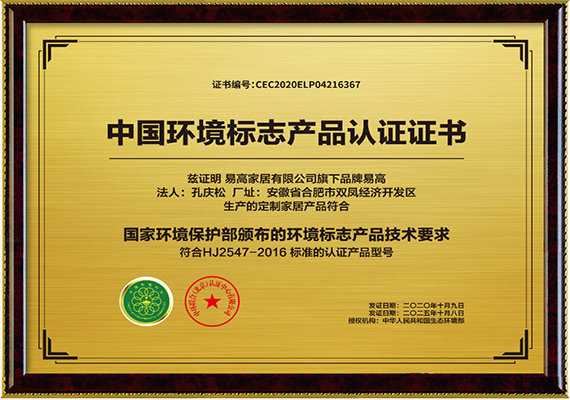 证书编号:CEC2020ELP04216367
中国环境标志产品认证证书
兹证明 易高家居有限公司旗下品牌易高
法人：孔庆松 厂址：安徽省合肥市双凤经济开发区
生产的定制家居产品符合
国家环境保护部颁布的环境标志产品技术要求
符合HJ2547-2016 标准的认证产品型号
发证日期：二〇二〇年十月九日
发证日期：二〇二五年十月八日
授权机构：中华人民共和国生态环境部